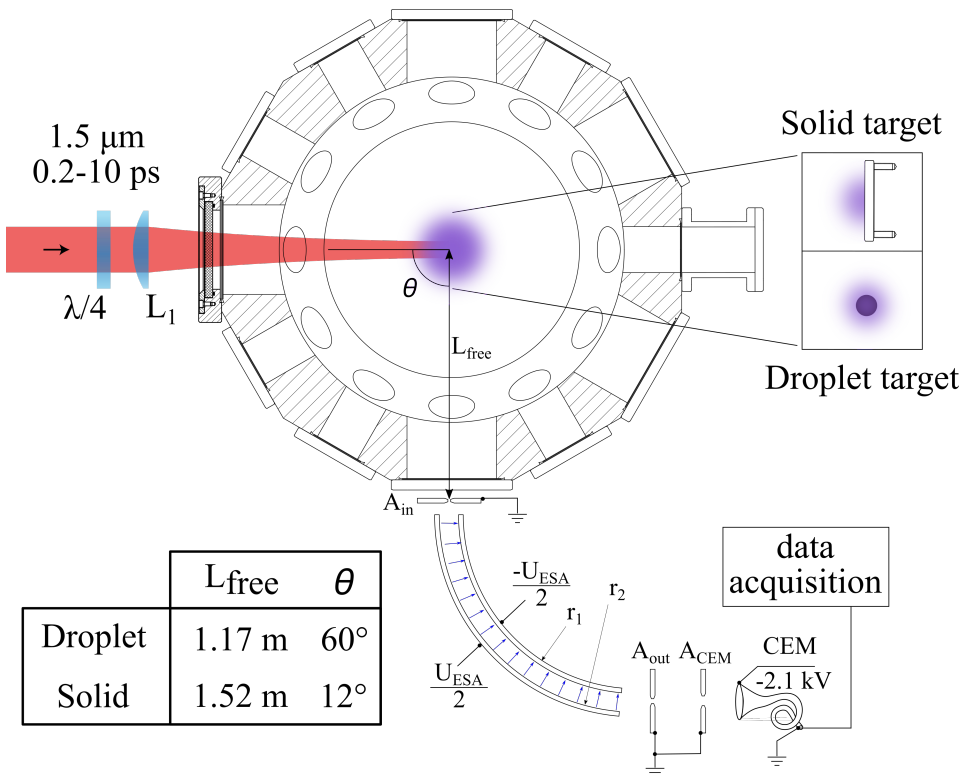 1.5 μm
0.2-10 ps
λ/4
L1
θ
Lfree
Solid target
Droplet target
Ain
-UESA
2
UESA
2
r1
r2
Aout
ACEM
data
acquisition
CEM
-2.1 kV
Lfree θ
Droplet 1.17 m 60°
Solid 1.52 m 12°